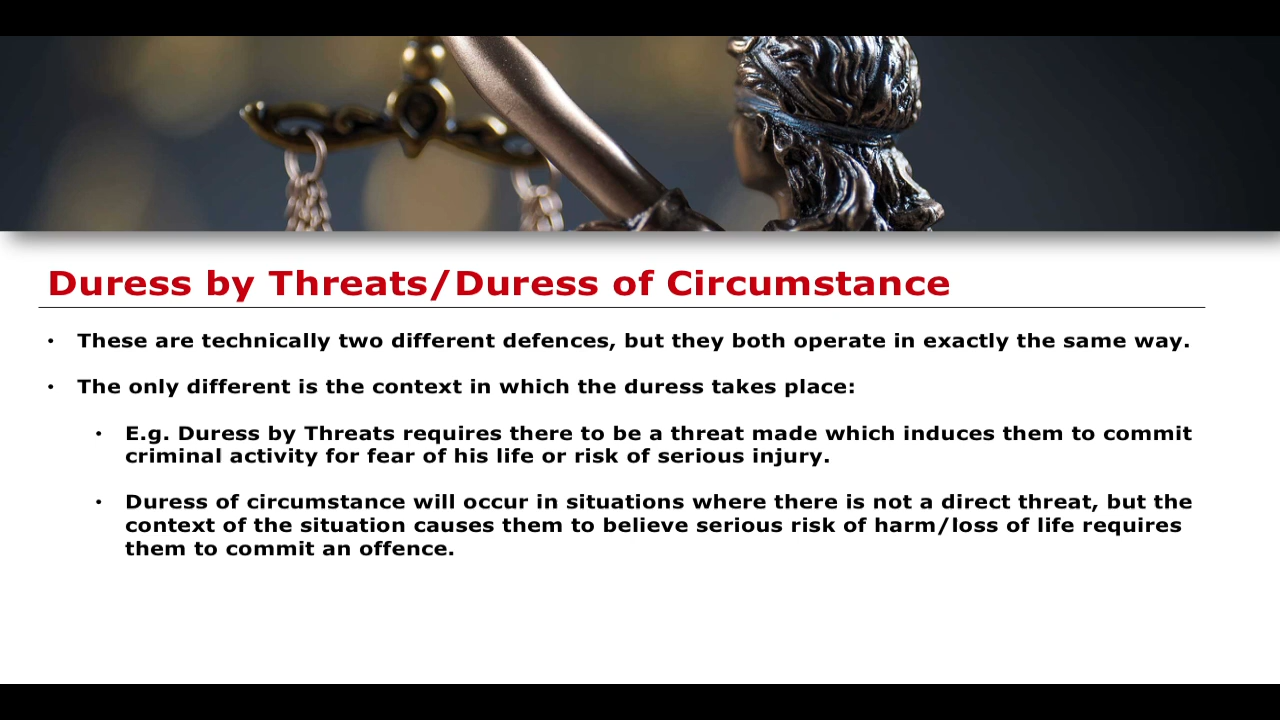 Duress by Threats/Duress of Circumstance
• These are technically two different defences, but they both operate in exactly the same way.
• The only different is the context in which the duress takes place:
• E.g. Duress by Threats requires there to be a threat made which induces them to commit
criminal activity for fear of his life or risk of serious injury.
• Duress of circumstance will occur in situations where there is not a direct threat, but the
context of the situation causes them to believe serious risk of harm/loss of life requires
them to commit an offence.